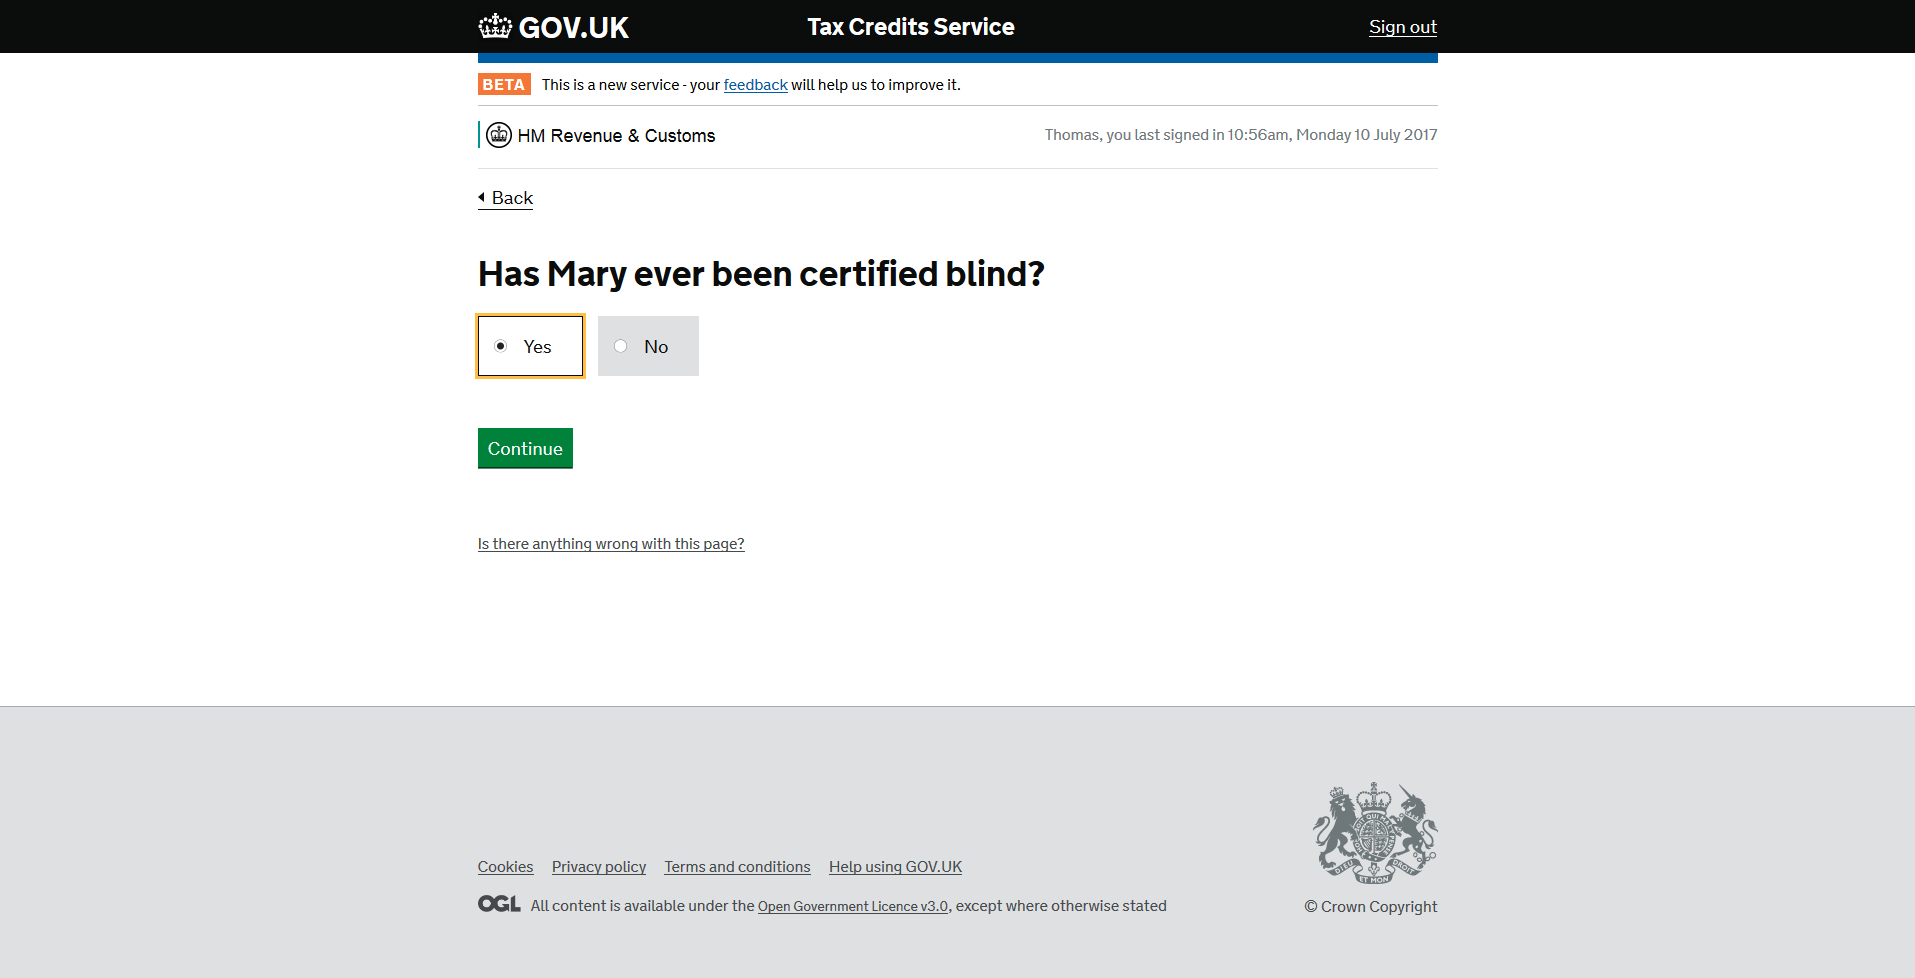 GOV.UK
Tax Credits Service
Sign out
BETA This is a new service - your feedback will help us to improve it.
HM Revenue & Customs
Thomas, you last signed in 10:56am, Monday 10 July 2017
Back
Has Mary ever been certified blind?
Yes
No
Continue
Is there anything wrong with this page?
Cookies Privacy policy Terms and conditions Help using GOV.UK
OGL All content is available under the Open Government Licence v3.0, except where otherwise stated
DIEU ET MON DROIT
© Crown Copyright